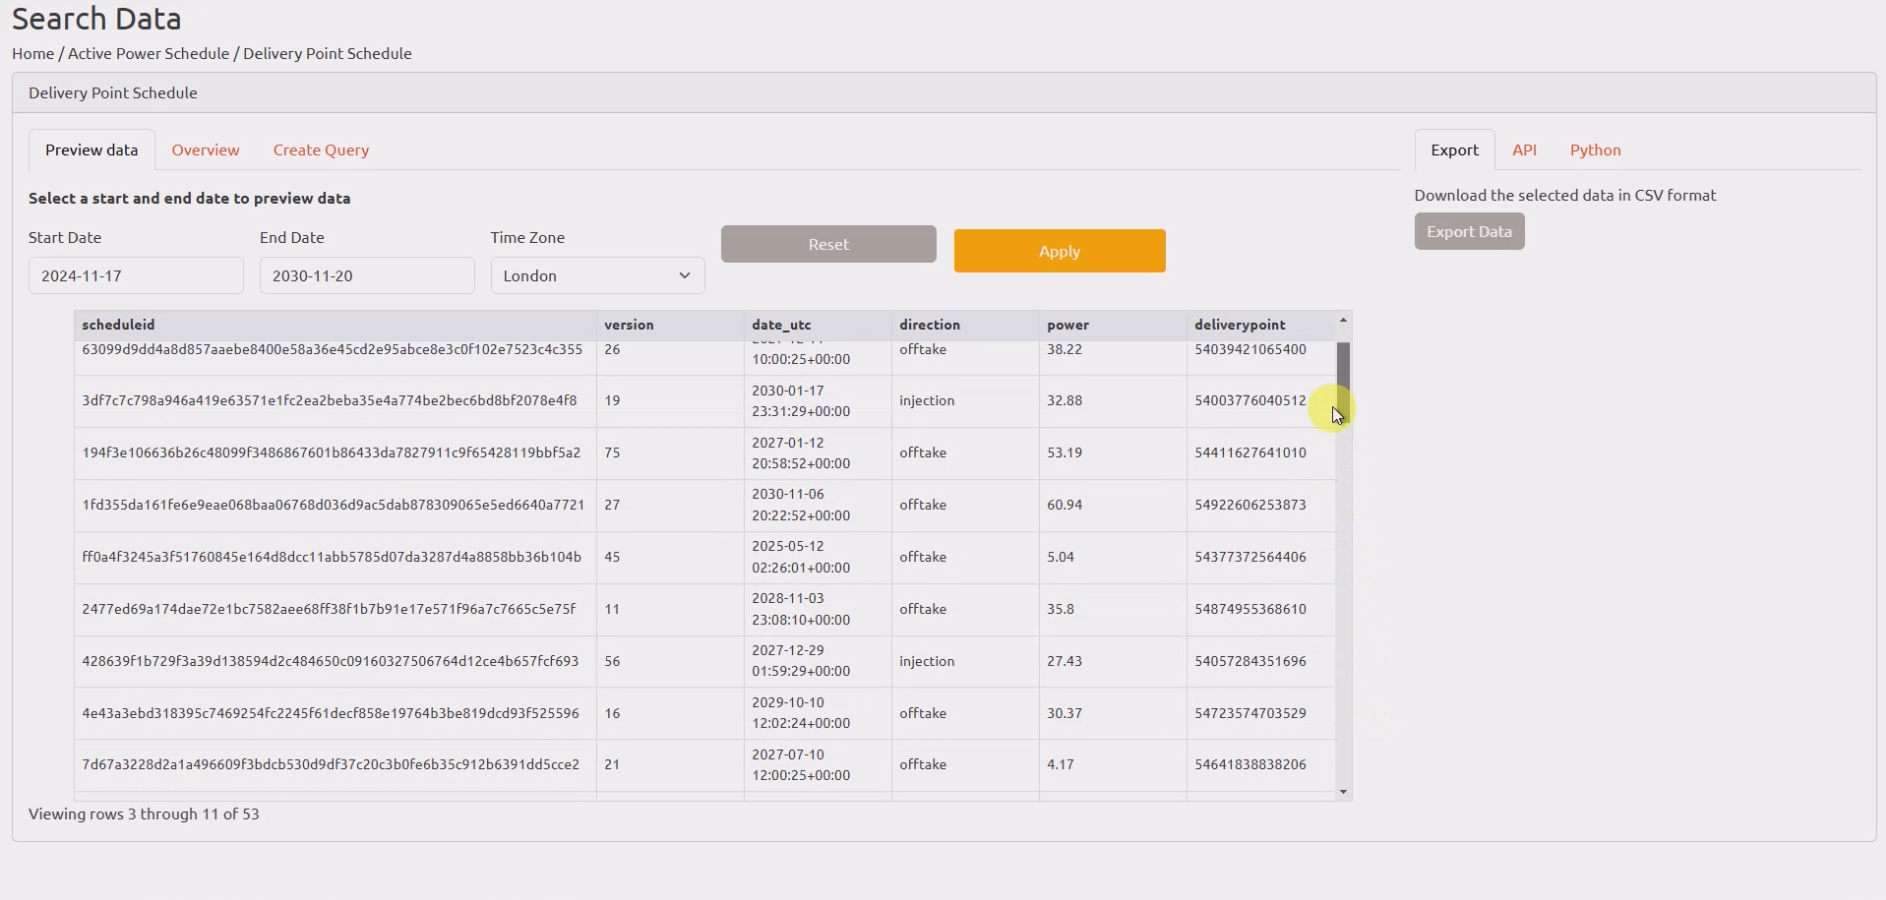 Search Data
Home / Active Power Schedule / Delivery Point Schedule
Delivery Point Schedule
Preview data Overview Create Query
Export API Python
Select a start and end date to preview data
Download the selected data in CSV format
Start Date End Date Time Zone
Reset Apply Export Data
2024-11-17 2030-11-20 London
scheduleid version date_utc direction power deliverypoint
63099d9dd4a8d857aaebe8400e58a36e45cd2e95abce8e3c0f102e7523c4c355 26 10:00:25+00:00 offtake 38.22 54039421065400
3df7c7c798a946a419e63571e1fc2ea2beba35e4a774be2bec6bd8bf2078e4f8 19 2030-01-17 23:31:29+00:00 injection 32.88 54003776040512
194f3e106636b26c48099f3486867601b86433da7827911c9f65428119bbf5a2 75 2027-01-12 20:58:52+00:00 offtake 53.19 54411627641010
1fd355da161fe6e9eae068baa06768d036d9ac5dab878309065e5ed6640a7721 27 2030-11-06 20:22:52+00:00 offtake 60.94 54922606253873
ff0a4f3245a3f51760845e164d8dcc11abb5785d07da3287d4a8858bb36b104b 45 2025-05-12 02:26:01+00:00 offtake 5.04 54377372564406
2477ed69a174dae72e1bc7582aee68ff38f1b7b91e17e571f96a7c7665c5e75f 11 2028-11-03 23:08:10+00:00 offtake 35.8 54874955368610
428639f1b729f3a39d138594d2c484650c09160327506764d12ce4b657fcf693 56 2027-12-29 01:59:29+00:00 injection 27.43 54057284351696
4e43a3ebd318395c7469254fc2245f61decf858e19764b3be819dcd93f525596 16 2029-10-10 12:02:24+00:00 offtake 30.37 54723574703529
7d67a3228d2a1a496609f3bdcb530d9df37c20c3b0fe6b35c912b6391dd5cce2 21 2027-07-10 12:00:25+00:00 offtake 4.17 54641838838206
Viewing rows 3 through 11 of 53